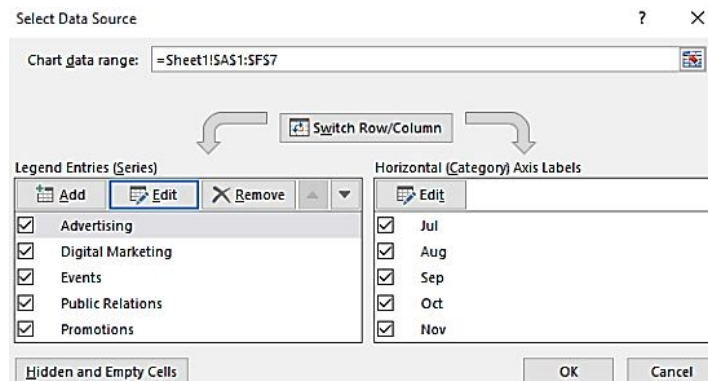 Select Data Source ? ×
Chart data range: =Sheet1!$A$1:$F$7
Switch Row/Column
Legend Entries (Series)
Add Edit Remove
Advertising
Digital Marketing
Events
Public Relations
Promotions
Horizontal (Category) Axis Labels
Edit
Jul
Aug
Sep
Oct
Nov
Hidden and Empty Cells
OK Cancel